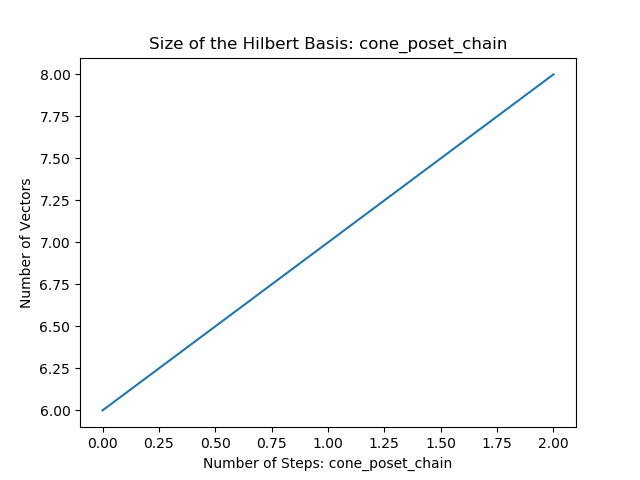 Size of the Hilbert Basis: cone_poset_chain
8.00
7.75
7.50
7.25
7.00
6.75
6.50
6.25
6.00
Number of Vectors
0.00 0.25 0.50 0.75 1.00 1.25 1.50 1.75 2.00
Number of Steps: cone_poset_chain